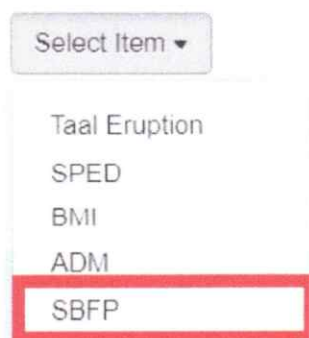 Select Item
Taal Eruption
SPED
BMI
ADM
SBFP